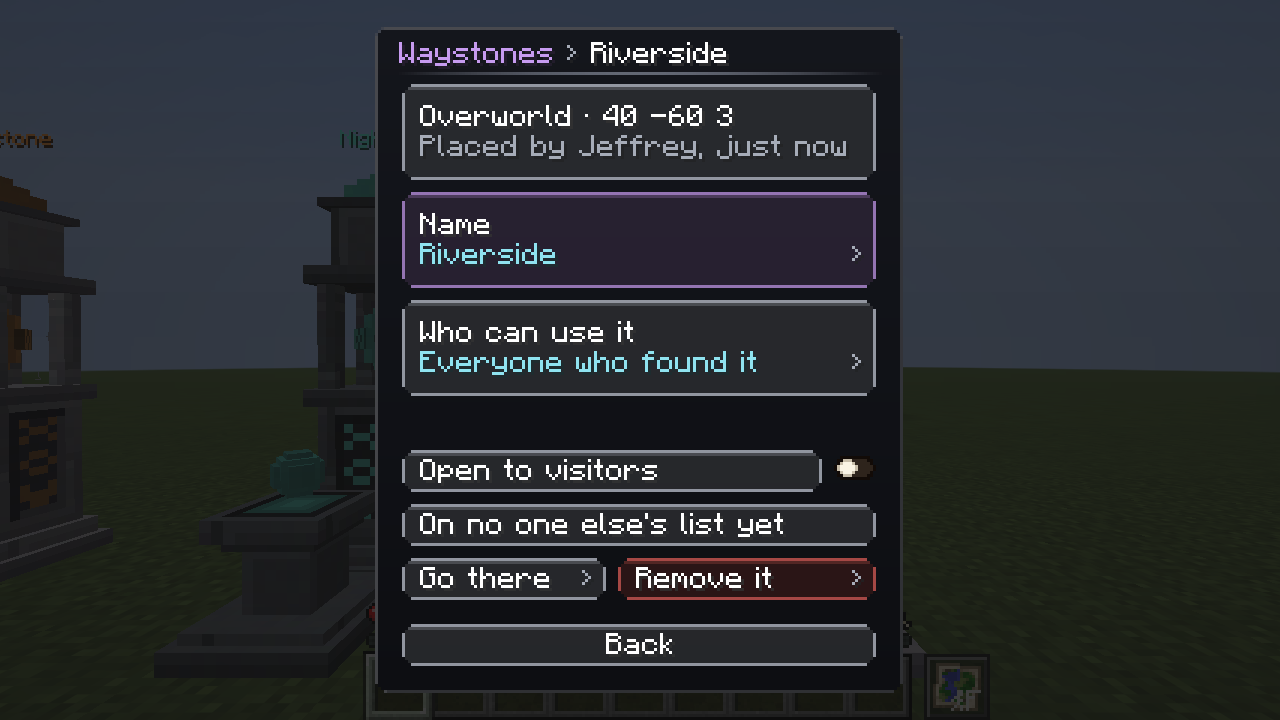 Waystones > Riverside
Overworld · 40 -60 3
Placed by Jeffrey, just now
Name
Riverside >
Who can use it
Everyone who found it >
Open to visitors
On no one else's list yet
Go there >
Remove it >
Back